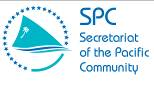 SPC
Secretariat
of the Pacific
Community